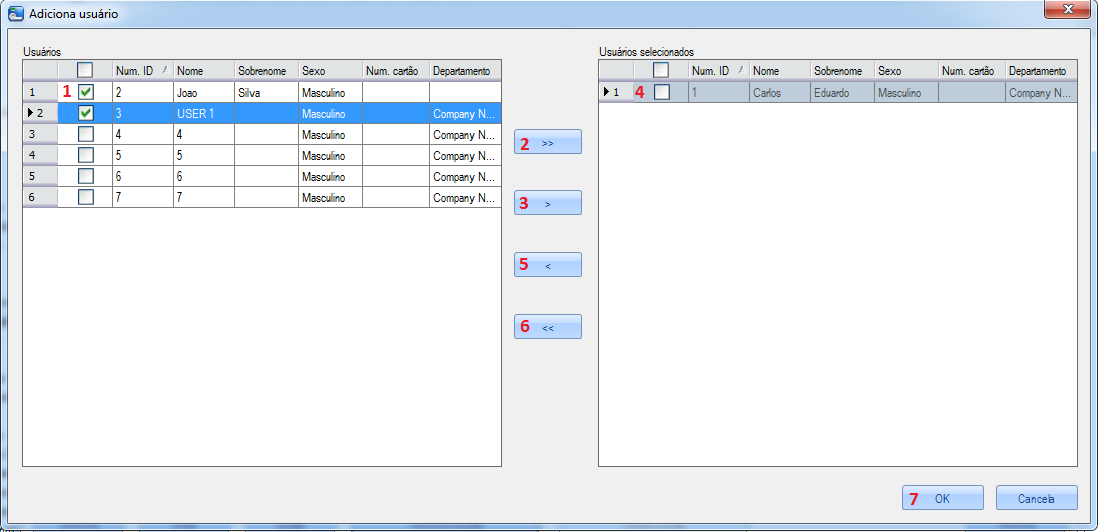 Adiciona usuário
Usuários
Num. ID Nome Sobrenome Sexo Num. cartão Departamento
1 1 2 Joao Silva Masculino
2 3 USER 1 Masculino Company N...
3 4 4 Masculino Company N...
4 5 5 Masculino Company N...
5 6 6 Masculino Company N...
6 7 7 Masculino Company N...
2 >>
3 >
5 <
6 <<
Usuários selecionados
Num. ID Nome Sobrenome Sexo Num. cartão Departamento
1 4 1 Carlos Eduardo Masculino Company N...
7 OK
Cancela